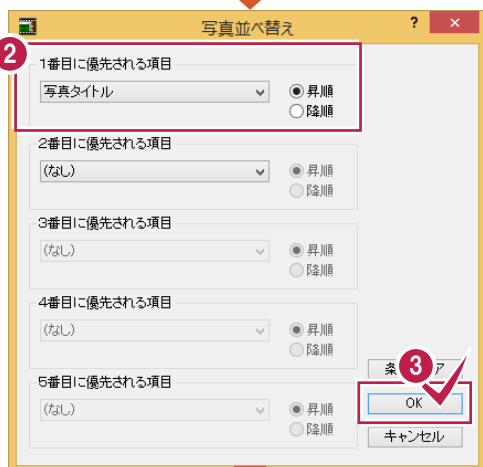 写真並べ替え ? ×
2
1番目に優先される項目
写真タイトル 昇順
降順
2番目に優先される項目
(なし) 昇順
降順
3番目に優先される項目
(なし) 昇順
降順
4番目に優先される項目
(なし) 昇順
降順
3
5番目に優先される項目
(なし) 昇順
降順
OK
キャンセル